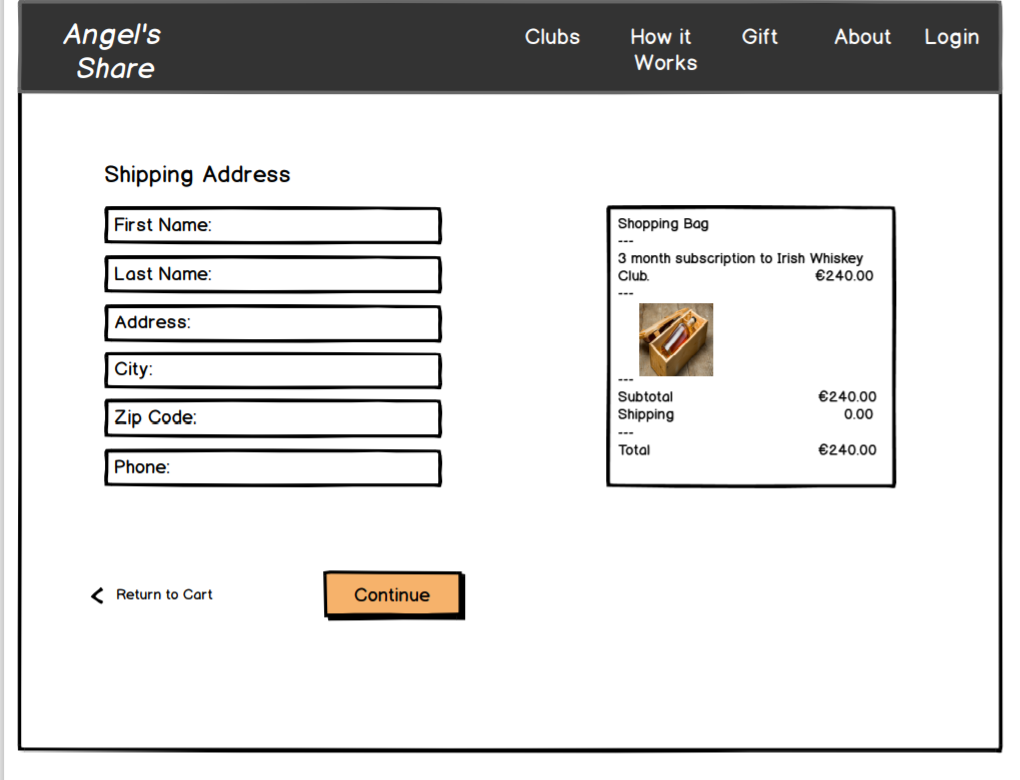 Angel's
Share
Clubs
How it
Works
Gift
About
Login
Shipping Address
First Name:
Last Name:
Address:
City:
Zip Code:
Phone:
Shopping Bag
---
3 month subscription to Irish Whiskey
Club. €240.00
---
---
Subtotal €240.00
Shipping 0.00
---
Total €240.00
Return to Cart
Continue